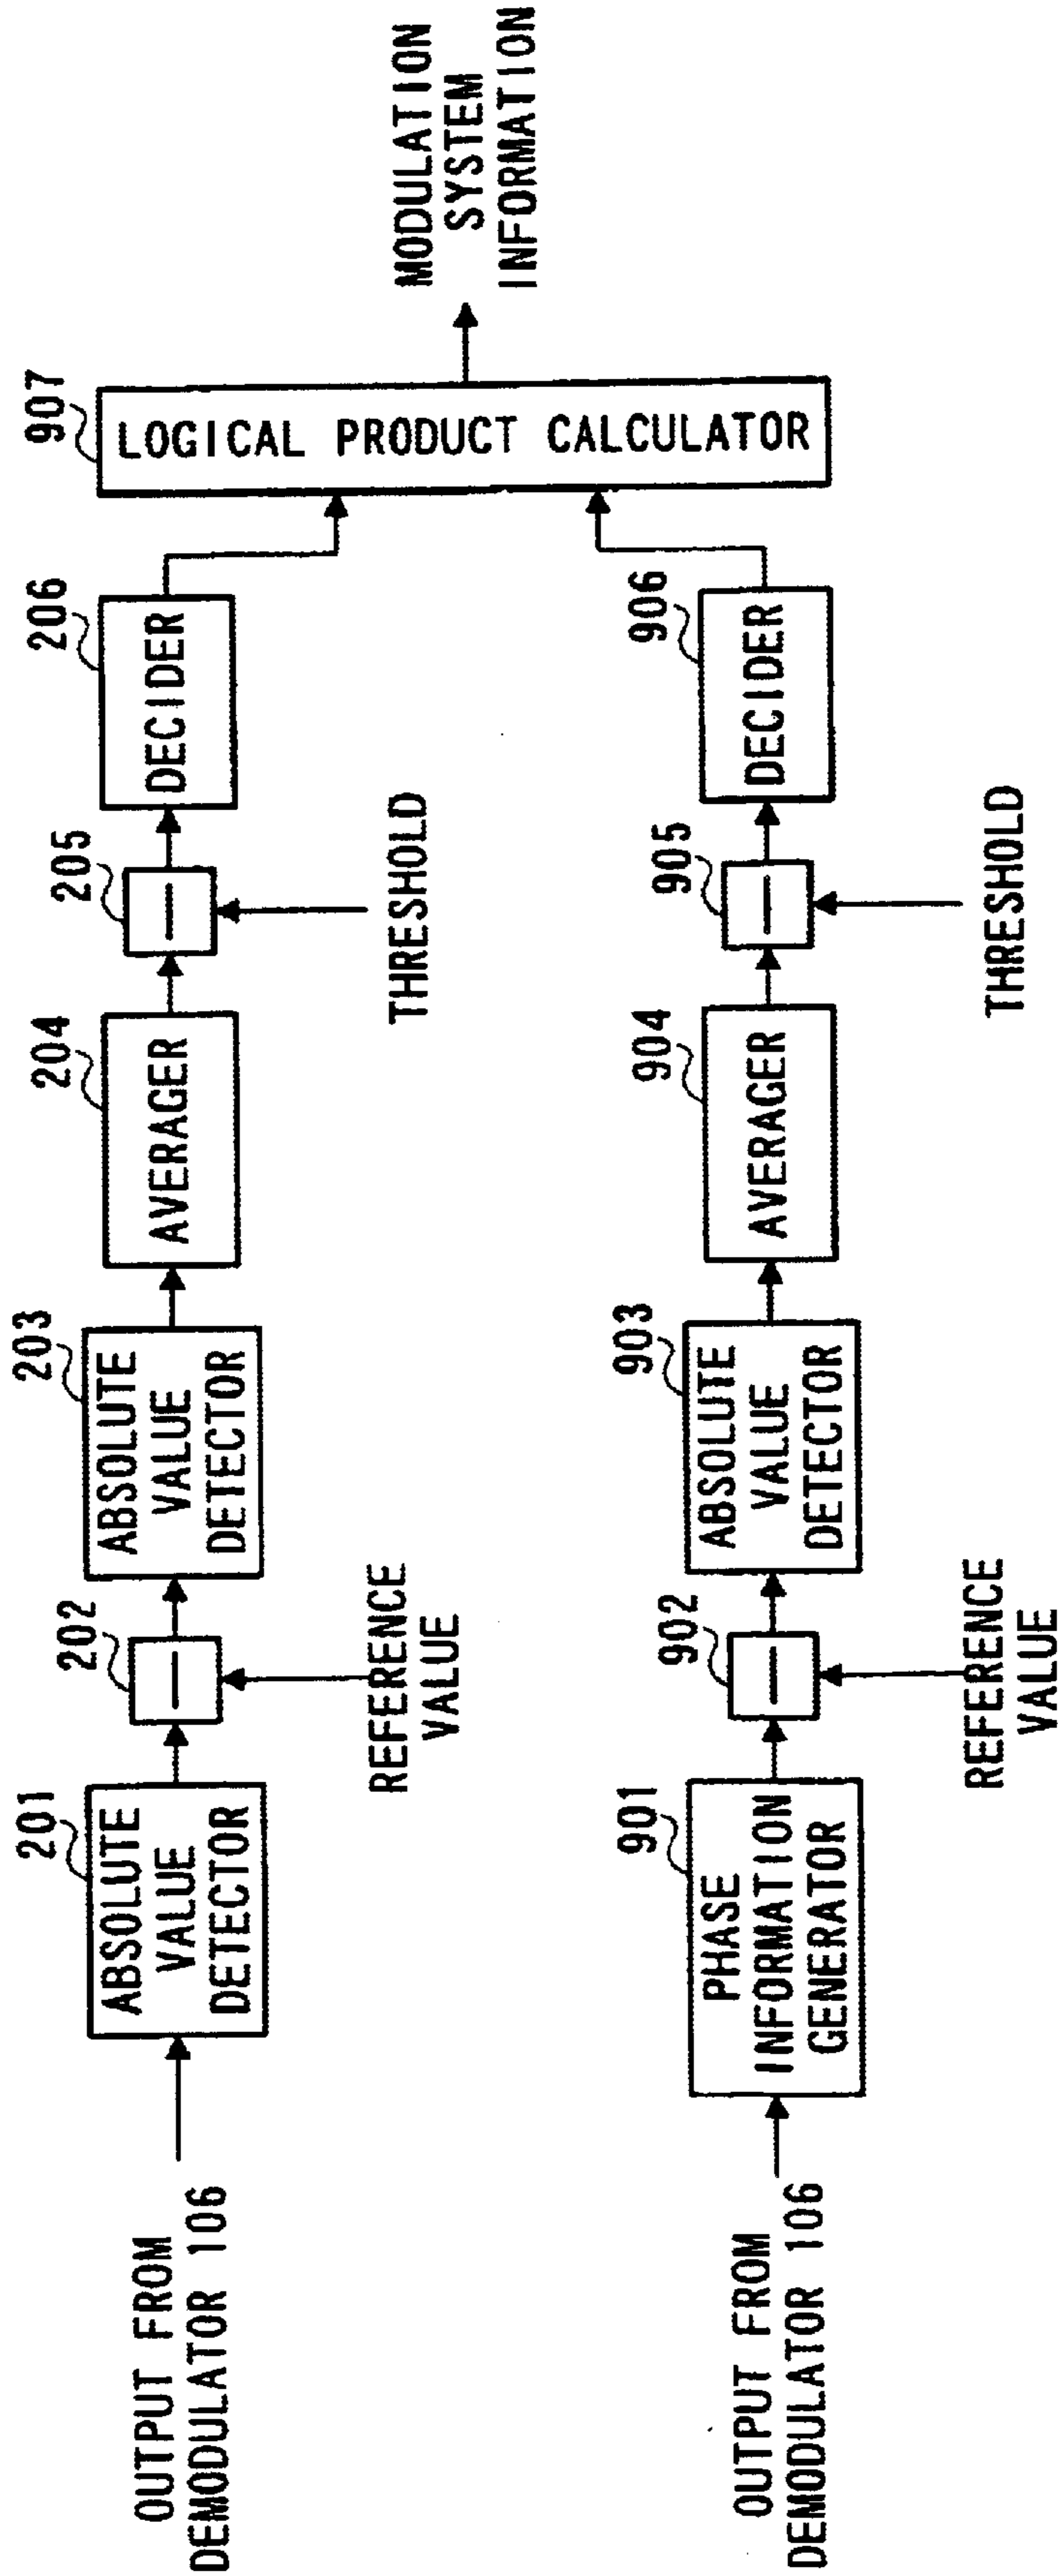 OUTPUT FROM
DEMODULATOR 106
201
ABSOLUTE
VALUE
DETECTOR
202
REFERENCE
VALUE
203
ABSOLUTE
VALUE
DETECTOR
204
AVERAGER
205
THRESHOLD
206
DECIDER
907
LOGICAL PRODUCT CALCULATOR
MODULATION
SYSTEM
INFORMATION
OUTPUT FROM
DEMODULATOR 106
901
PHASE
INFORMATION
GENERATOR
902
REFERENCE
VALUE
903
ABSOLUTE
VALUE
DETECTOR
904
AVERAGER
905
THRESHOLD
906
DECIDER